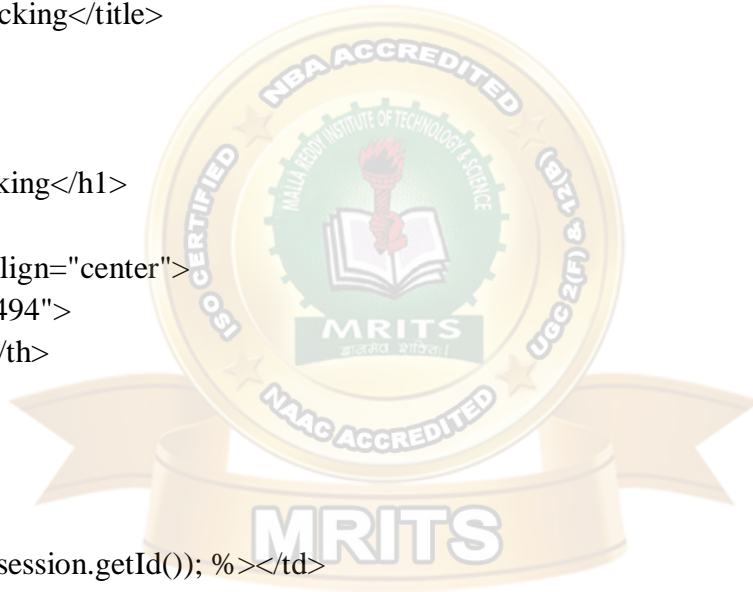 cking</title>
NBA ACCREDITED
MALLA REDDY INSTITUTE OF TECHNOLOGY & SCIENCE
king</h1>
ISO CERTIFIED
UGC 2(F) & 12(B)
lign="center">
494">
/th>
MRITS
NAAC ACCREDITED
MRITS
session.getId()); %></td>